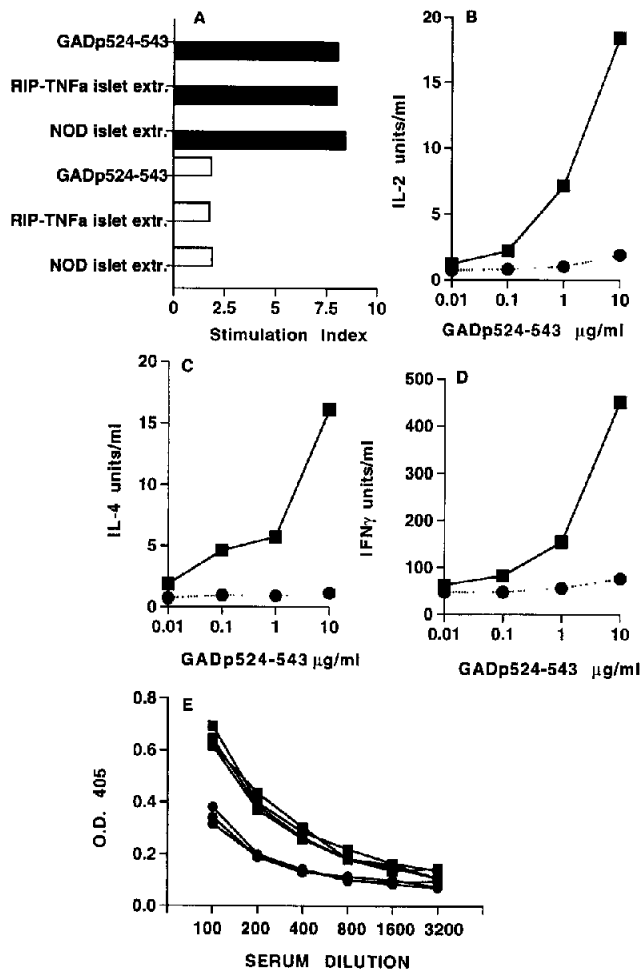 A
GADp524-543
RIP-TNFa islet extr.
NOD islet extr.
GADp524-543
RIP-TNFa islet extr.
NOD islet extr.
0 2.5 5 7.5 10
Stimulation Index
B
IL-2 units/ml
20
15
10
5
0
0.01 0.1 1 10
GADp524-543 µg/ml
C
IL-4 units/ml
20
15
10
5
0
0.01 0.1 1 10
GADp524-543 µg/ml
D
IFNγ units/ml
500
400
300
200
100
0
0.01 0.1 1 10
GADp524-543 µg/ml
E
O.D. 405
0.8
0.6
0.4
0.2
0.0
100 200 400 800 1600 3200
SERUM DILUTION